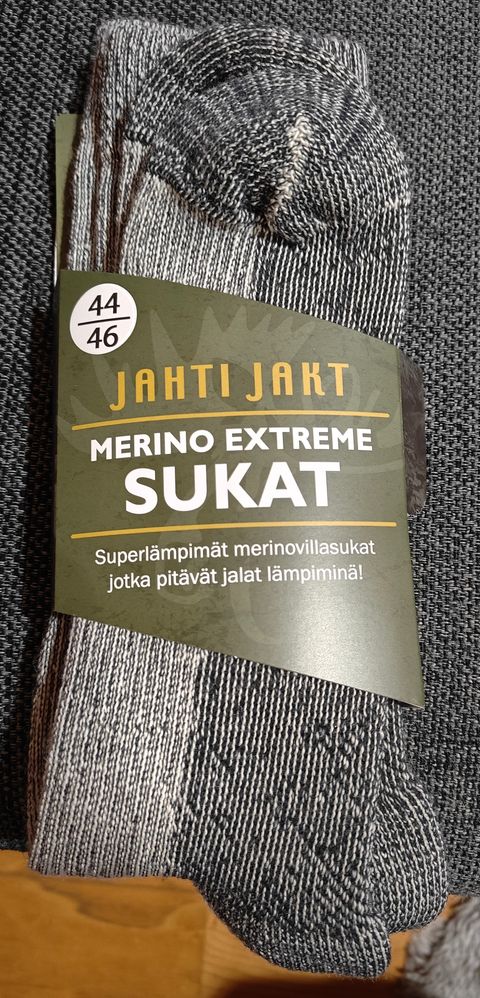 44
46
JAHTI JAKT
MERINO EXTREME
SUKAT
Superlämpimät merinovillasukat
jotka pitävät jalat lämpiminä!